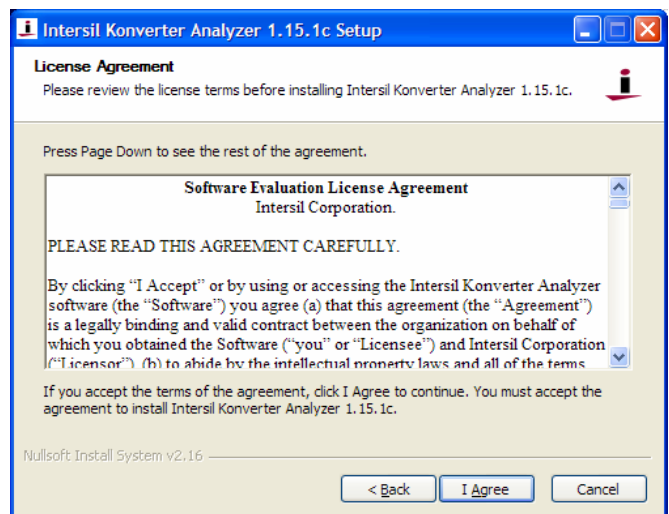 Intersil Konverter Analyzer 1.15.1c Setup
License Agreement
Please review the license terms before installing Intersil Konverter Analyzer 1.15.1c.
Press Page Down to see the rest of the agreement.
Software Evaluation License Agreement
Intersil Corporation.
PLEASE READ THIS AGREEMENT CAREFULLY.
By clicking “I Accept” or by using or accessing the Intersil Konverter Analyzer
software (the “Software”) you agree (a) that this agreement (the “Agreement”)
is a legally binding and valid contract between the organization on behalf of
which you obtained the Software (“you” or “Licensee”) and Intersil Corporation
(“Licensor”), (b) to abide by the intellectual property laws and all of the terms
If you accept the terms of the agreement, click I Agree to continue. You must accept the
agreement to install Intersil Konverter Analyzer 1.15.1c.
Nullsoft Install System v2.16
< Back
I Agree
Cancel